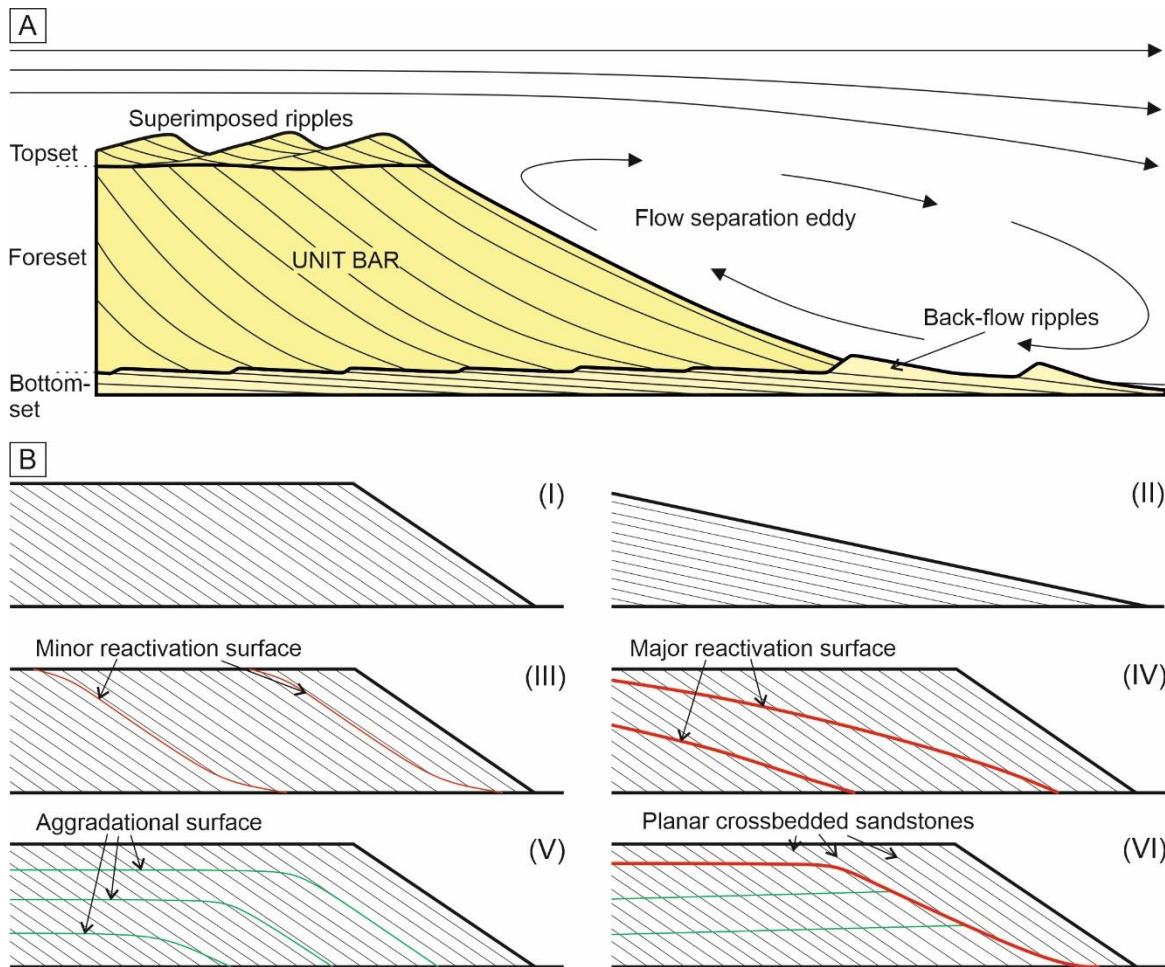 A
Superimposed ripples
Topset
Flow separation eddy
Foreset
UNIT BAR
Back-flow ripples
Bottom-
set
B
(I)
(II)
Minor reactivation surface
(III)
Major reactivation surface
(IV)
Aggradational surface
(V)
Planar crossbedded sandstones
(VI)